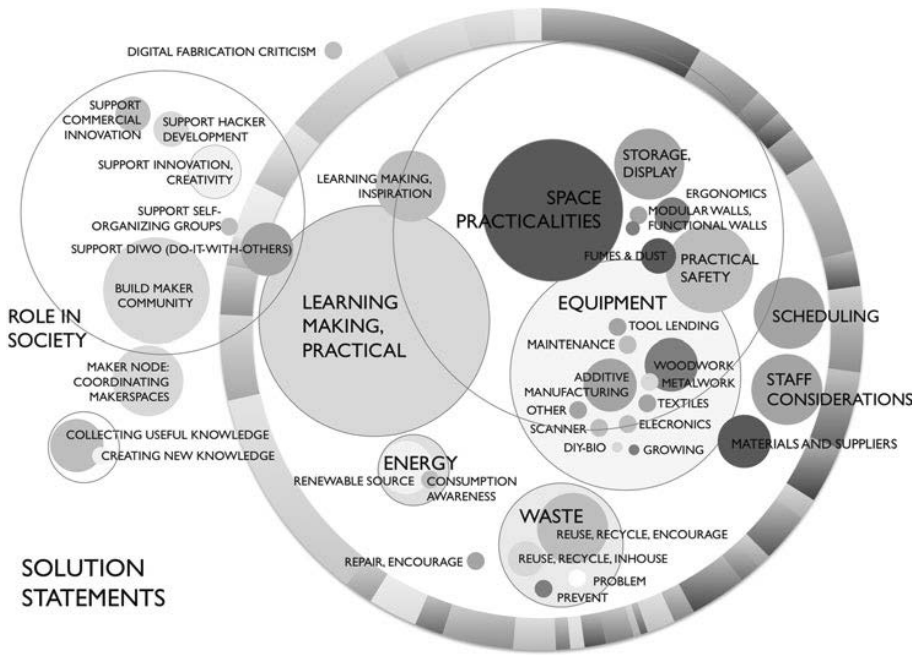 DIGITAL FABRICATION CRITICISM
SUPPORT
COMMERCIAL
INNOVATION
SUPPORT HACKER
DEVELOPMENT
SUPPORT INNOVATION,
CREATIVITY
SUPPORT SELF-
ORGANIZING GROUPS
SUPPORT DIWO (DO-IT-WITH-OTHERS)
BUILD MAKER
COMMUNITY
ROLE IN
SOCIETY
MAKER NODE:
COORDINATING
MAKERSPACES
COLLECTING USEFUL KNOWLEDGE
CREATING NEW KNOWLEDGE
LEARNING MAKING,
INSPIRATION
LEARNING
MAKING,
PRACTICAL
SPACE
PRACTICALITIES
STORAGE,
DISPLAY
ERGONOMICS
MODULAR WALLS,
FUNCTIONAL WALLS
FUMES & DUST
PRACTICAL
SAFETY
EQUIPMENT
TOOL LENDING
MAINTENANCE
WOODWORK
METALWORK
ADDITIVE
MANUFACTURING
TEXTILES
OTHER
ELECRONICS
SCANNER
DIY-BIO
GROWING
SCHEDULING
STAFF
CONSIDERATIONS
MATERIALS AND SUPPLIERS
ENERGY
RENEWABLE SOURCE
CONSUMPTION
AWARENESS
WASTE
REUSE, RECYCLE, ENCOURAGE
REUSE, RECYCLE, INHOUSE
PROBLEM
PREVENT
REPAIR, ENCOURAGE
SOLUTION
STATEMENTS